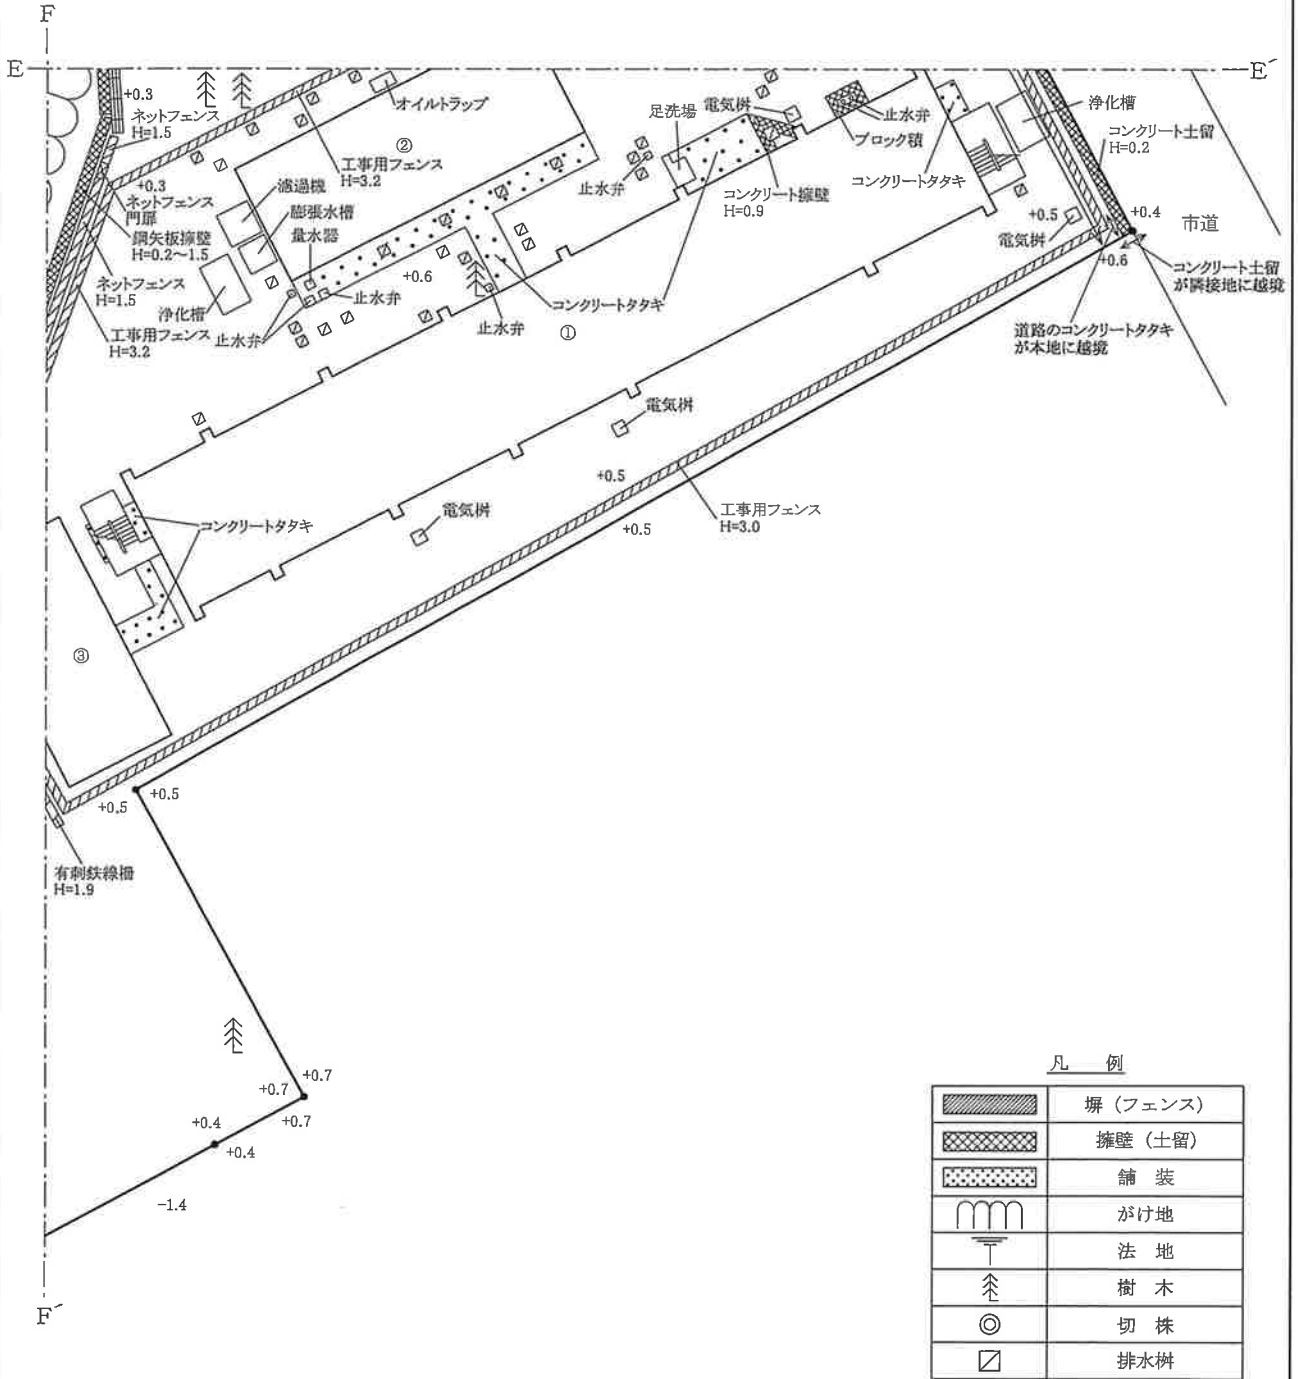 F
E
E´
+0.3
ネットフェンス
H=1.5
オイルトラップ
②
工事用フェンス
H=3.2
+0.3
ネットフェンス
門扉
鋼矢板擁壁
H=0.2～1.5
ネットフェンス
H=1.5
工事用フェンス
H=3.2
濾過機
膨張水槽
量水器
浄化槽
止水弁
止水弁
+0.6
止水弁
コンクリートタタキ
①
止水弁
足洗場
電気桝
止水弁
ブロック積
コンクリート擁壁
H=0.9
コンクリートタタキ
浄化槽
コンクリート土留
H=0.2
+0.5
電気桝
+0.4
市道
+0.6
コンクリート土留
が隣接地に越境
道路のコンクリートタタキ
が本地に越境
電気桝
+0.5
工事用フェンス
H=3.0
+0.5
電気桝
コンクリートタタキ
③
+0.5
+0.5
有刺鉄線柵
H=1.9
+0.7
+0.7
+0.7
+0.4
+0.4
-1.4
F´
凡 例
塀（フェンス）
擁壁（土留）
舗 装
がけ地
法 地
樹 木
切 株
排水桝